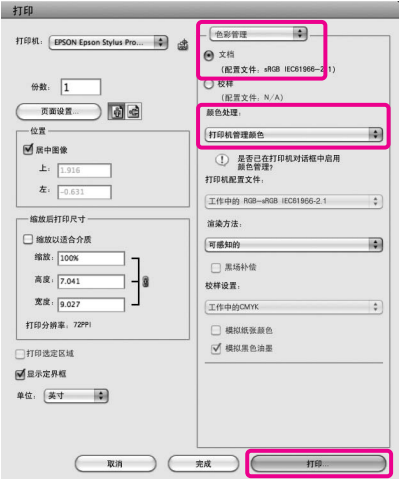 打印
打印机: EPSON Epson Stylus Pro...
份数: 1
页面设置...
位置
居中图像
上: 1.916
左: -0.631
缩放后打印尺寸
缩放以适合介质
缩放: 100%
高度: 7.041
宽度: 9.027
打印分辨率: 72PPI
打印选定区域
显示定界框
单位: 英寸
色彩管理
文档
(配置文件: sRGB IEC61966-2.1)
校样
(配置文件: N/A)
颜色处理:
打印机管理颜色
是否已在打印机对话框中启用
颜色管理?
打印机配置文件:
工作中的 RGB-sRGB IEC61966-2.1
渲染方法:
可感知的
黑场补偿
校样设置:
工作中的CMYK
模拟纸张颜色
模拟黑色油墨
取消
完成
打印...